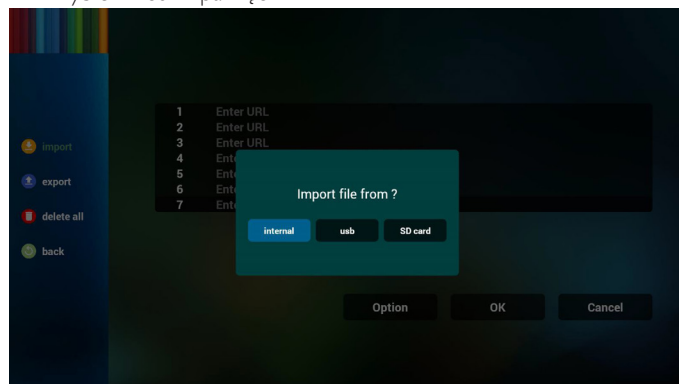 import
export
delete all
back
1 Enter URL
2 Enter URL
3 Enter URL
4 Ente
5 Ente
6 Ente
7 Ente
Import file from ?
internal usb SD card
Option OK Cancel